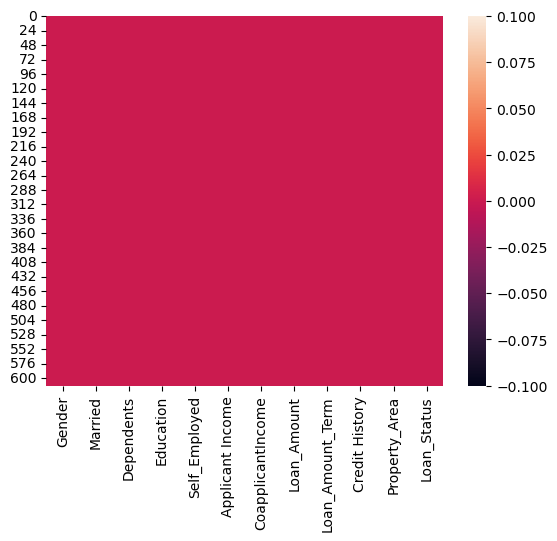 0
24
48
72
96
120
144
168
192
216
240
264
288
312
336
360
384
408
432
456
480
504
528
552
576
600
Gender
Married
Dependents
Education
Self_Employed
Applicant Income
CoapplicantIncome
Loan_Amount
Loan_Amount_Term
Credit History
Property_Area
Loan_Status
0.100
0.075
0.050
0.025
0.000
−0.025
−0.050
−0.075
−0.100